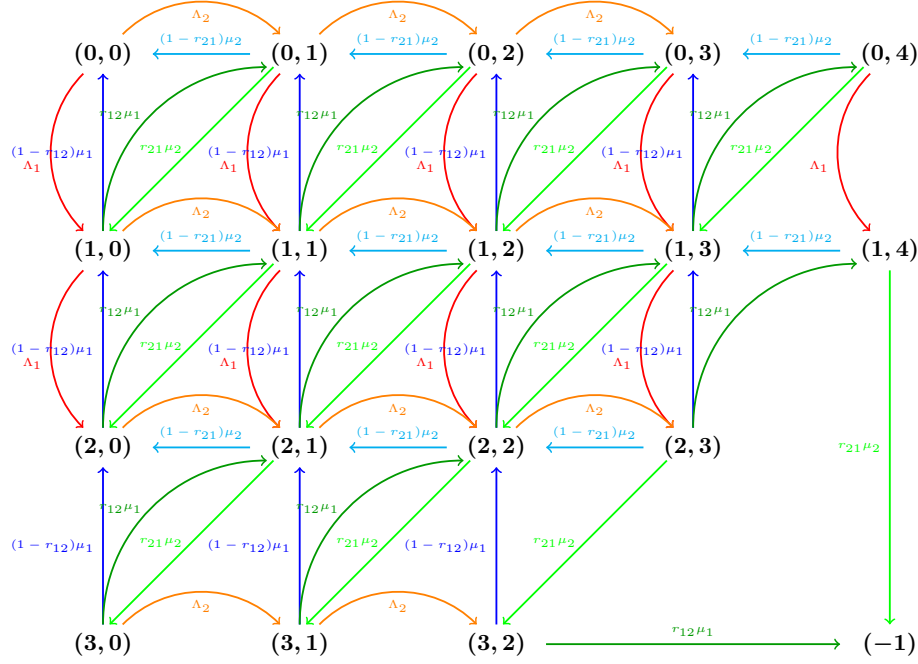 Λ₂ Λ₂ Λ₂
(0, 0) (1 − r₂₁)μ₂ (0, 1) (1 − r₂₁)μ₂ (0, 2) (1 − r₂₁)μ₂ (0, 3) (1 − r₂₁)μ₂ (0, 4)
r₁₂μ₁ r₁₂μ₁ r₁₂μ₁ r₁₂μ₁
(1 − r₁₂)μ₁ r₂₁μ₂ (1 − r₁₂)μ₁ r₂₁μ₂ (1 − r₁₂)μ₁ r₂₁μ₂ (1 − r₁₂)μ₁ r₂₁μ₂
Λ₁ Λ₁ Λ₁ Λ₁ Λ₁
Λ₂ Λ₂ Λ₂
(1, 0) (1 − r₂₁)μ₂ (1, 1) (1 − r₂₁)μ₂ (1, 2) (1 − r₂₁)μ₂ (1, 3) (1 − r₂₁)μ₂ (1, 4)
r₁₂μ₁ r₁₂μ₁ r₁₂μ₁ r₁₂μ₁
(1 − r₁₂)μ₁ r₂₁μ₂ (1 − r₁₂)μ₁ r₂₁μ₂ (1 − r₁₂)μ₁ r₂₁μ₂ (1 − r₁₂)μ₁
Λ₁ Λ₁ Λ₁ Λ₁
Λ₂ Λ₂ Λ₂
(2, 0) (1 − r₂₁)μ₂ (2, 1) (1 − r₂₁)μ₂ (2, 2) (1 − r₂₁)μ₂ (2, 3) r₂₁μ₂
r₁₂μ₁ r₁₂μ₁
(1 − r₁₂)μ₁ r₂₁μ₂ (1 − r₁₂)μ₁ r₂₁μ₂ (1 − r₁₂)μ₁ r₂₁μ₂
Λ₂ Λ₂
(3, 0) (3, 1) (3, 2) r₁₂μ₁ (−1)